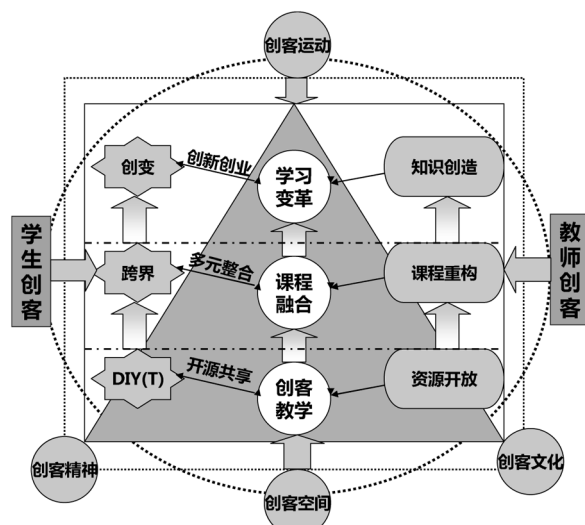 创客运动
创变
创新创业
学习
变革
知识创造
学生创客
教师创客
跨界
多元整合
课程
融合
课程重构
DIY(T)
开源共享
创客
教学
资源开放
创客精神
创客空间
创客文化